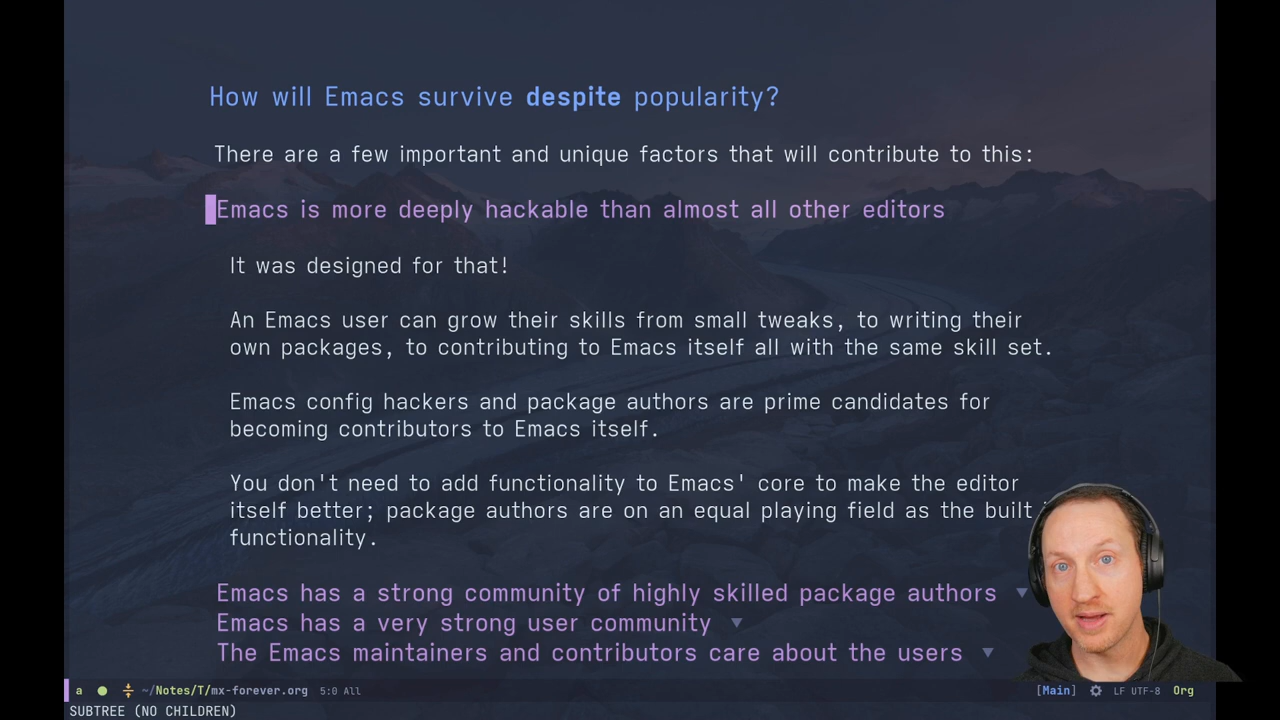 How will Emacs survive despite popularity?
There are a few important and unique factors that will contribute to this:
Emacs is more deeply hackable than almost all other editors
It was designed for that!
An Emacs user can grow their skills from small tweaks, to writing their
own packages, to contributing to Emacs itself all with the same skill set.
Emacs config hackers and package authors are prime candidates for
becoming contributors to Emacs itself.
You don't need to add functionality to Emacs' core to make the editor
itself better; package authors are on an equal playing field as the built
functionality.
Emacs has a strong community of highly skilled package authors ▼
Emacs has a very strong user community ▼
The Emacs maintainers and contributors care about the users ▼
a ~/Notes/T/mx-forever.org 5:0 All [Main] LF UTF-8 Org
SUBTREE (NO CHILDREN)